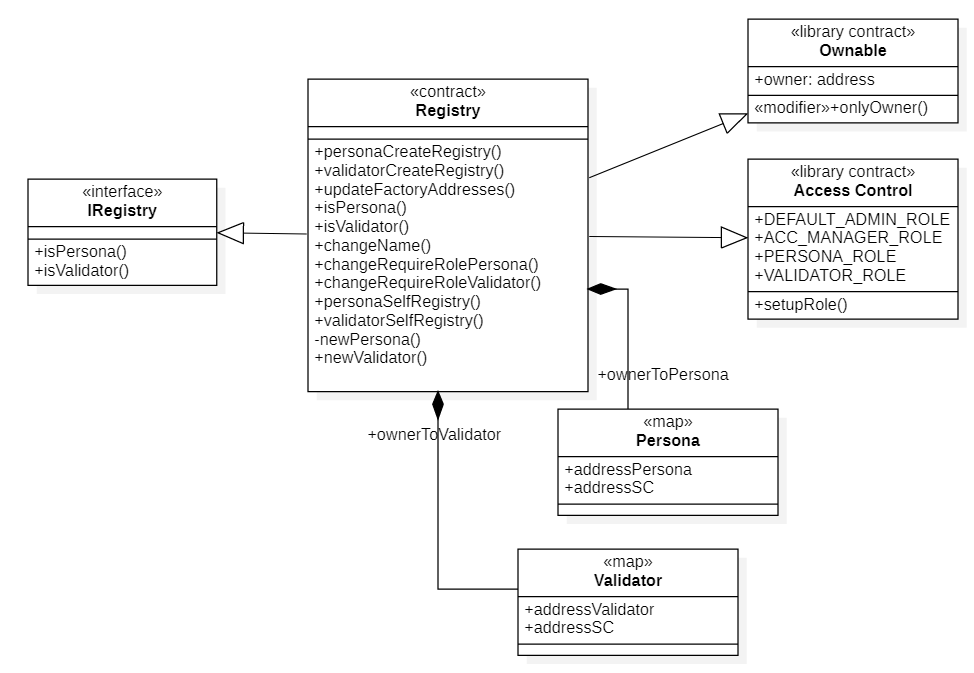 «library contract»
Ownable
+owner: address
«modifier»+onlyOwner()
«contract»
Registry
+personaCreateRegistry()
+validatorCreateRegistry()
+updateFactoryAddresses()
+isPersona()
+isValidator()
+changeName()
+changeRequireRolePersona()
+changeRequireRoleValidator()
+personaSelfRegistry()
+validatorSelfRegistry()
-newPersona()
+newValidator()
«interface»
IRegistry
+isPersona()
+isValidator()
«library contract»
Access Control
+DEFAULT_ADMIN_ROLE
+ACC_MANAGER_ROLE
+PERSONA_ROLE
+VALIDATOR_ROLE
+setupRole()
+ownerToPersona
+ownerToValidator
«map»
Persona
+addressPersona
+addressSC
«map»
Validator
+addressValidator
+addressSC